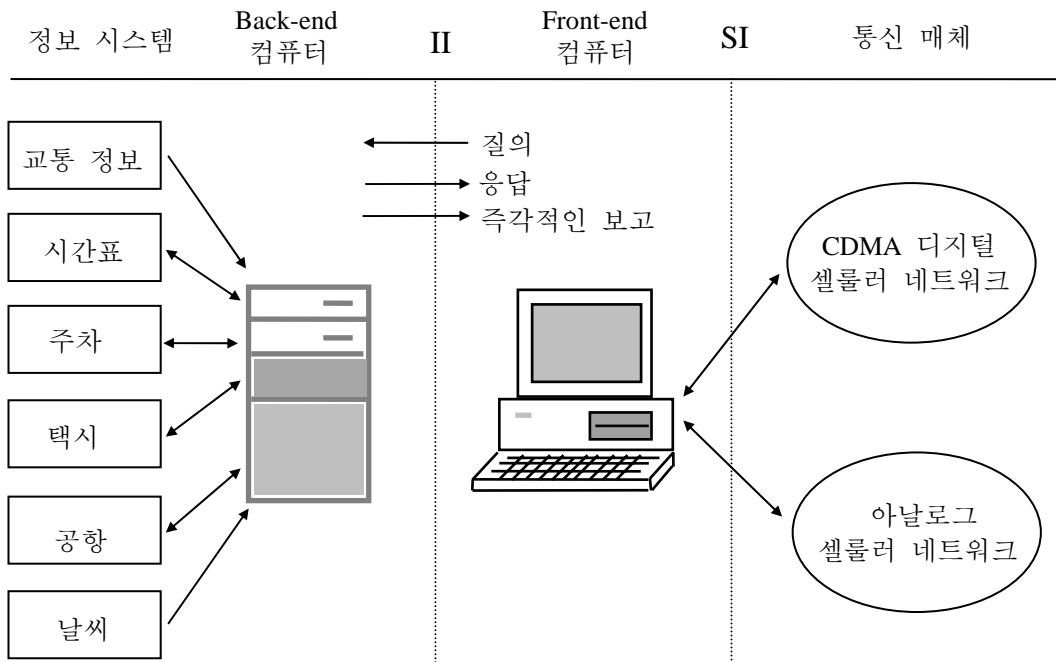 정보 시스템
Back-end
컴퓨터
II
Front-end
컴퓨터
SI
통신 매체
교통 정보
시간표
주차
택시
공항
날씨
질의
응답
즉각적인 보고
CDMA 디지털
셀룰러 네트워크
아날로그
셀룰러 네트워크